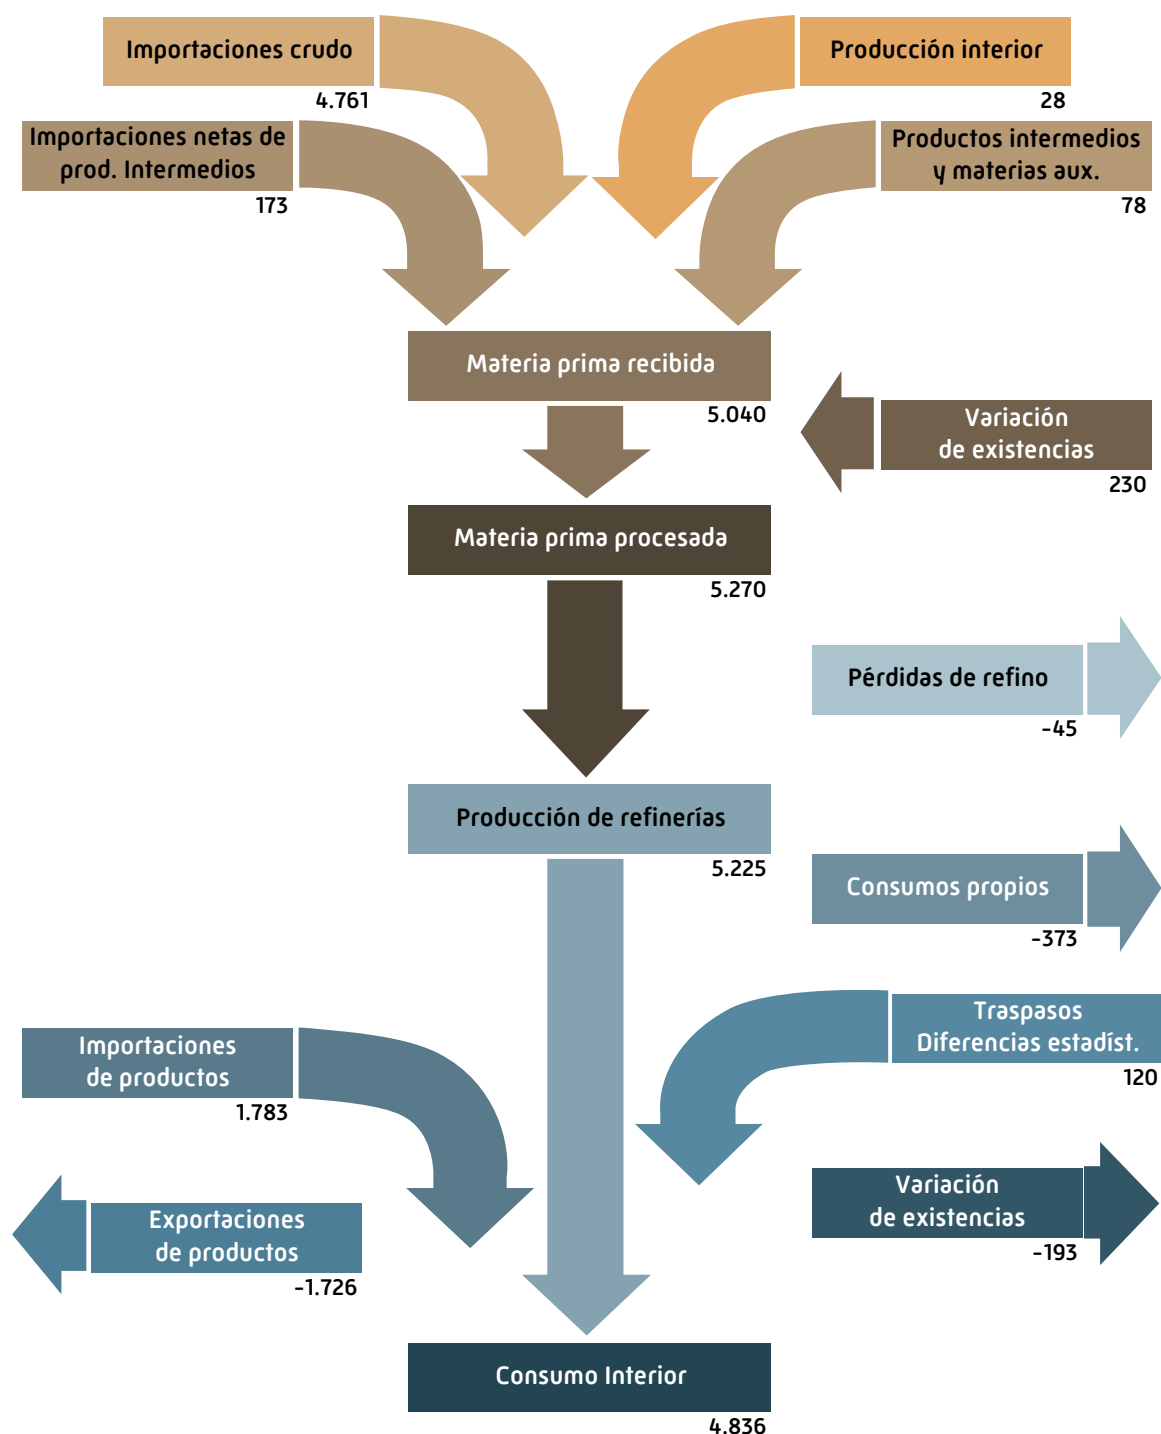 Importaciones crudo
4.761
Producción interior
28
Importaciones netas de
prod. Intermedios
173
Productos intermedios
y materias aux.
78
Materia prima recibida
5.040
Variación
de existencias
230
Materia prima procesada
5.270
Pérdidas de refino
-45
Producción de refinerías
5.225
Consumos propios
-373
Traspasos
Diferencias estadíst.
120
Importaciones
de productos
1.783
Variación
de existencias
-193
Exportaciones
de productos
-1.726
Consumo Interior
4.836